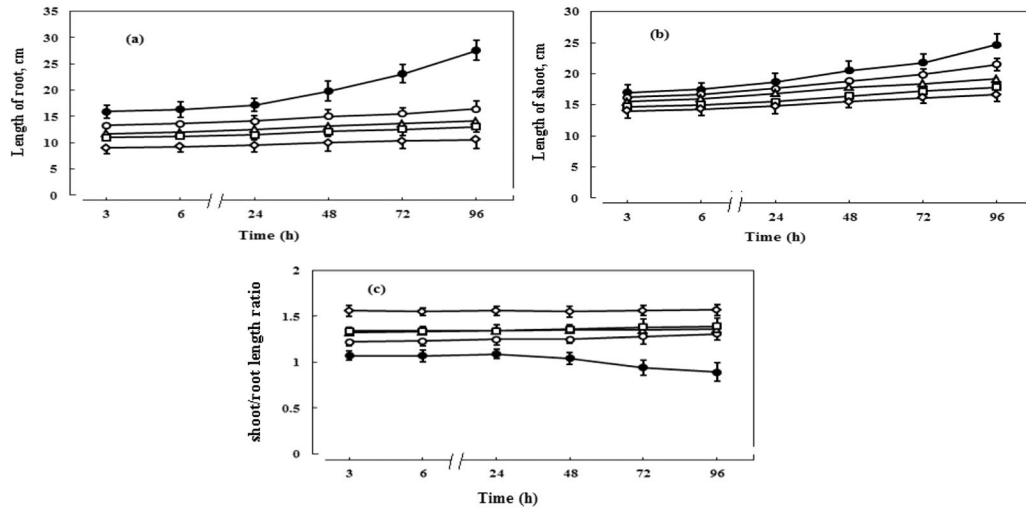 35
30
25
20
15
10
5
0
Length of root, cm
(a)
3 6 24 48 72 96
Time (h)
30
25
20
15
10
5
0
Length of shoot, cm
(b)
3 6 24 48 72 96
Time (h)
2
1.5
1
0.5
0
shoot/root length ratio
(c)
3 6 24 48 72 96
Time (h)